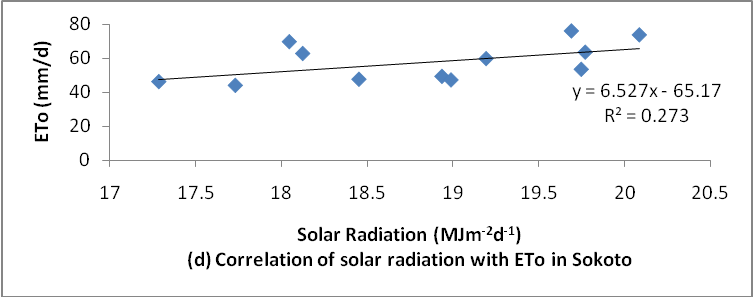 80
60
40
20
0
ETo (mm/d)
y = 6.527x - 65.17
R² = 0.273
17 17.5 18 18.5 19 19.5 20 20.5
Solar Radiation (MJm⁻²d⁻¹)
(d) Correlation of solar radiation with ETo in Sokoto